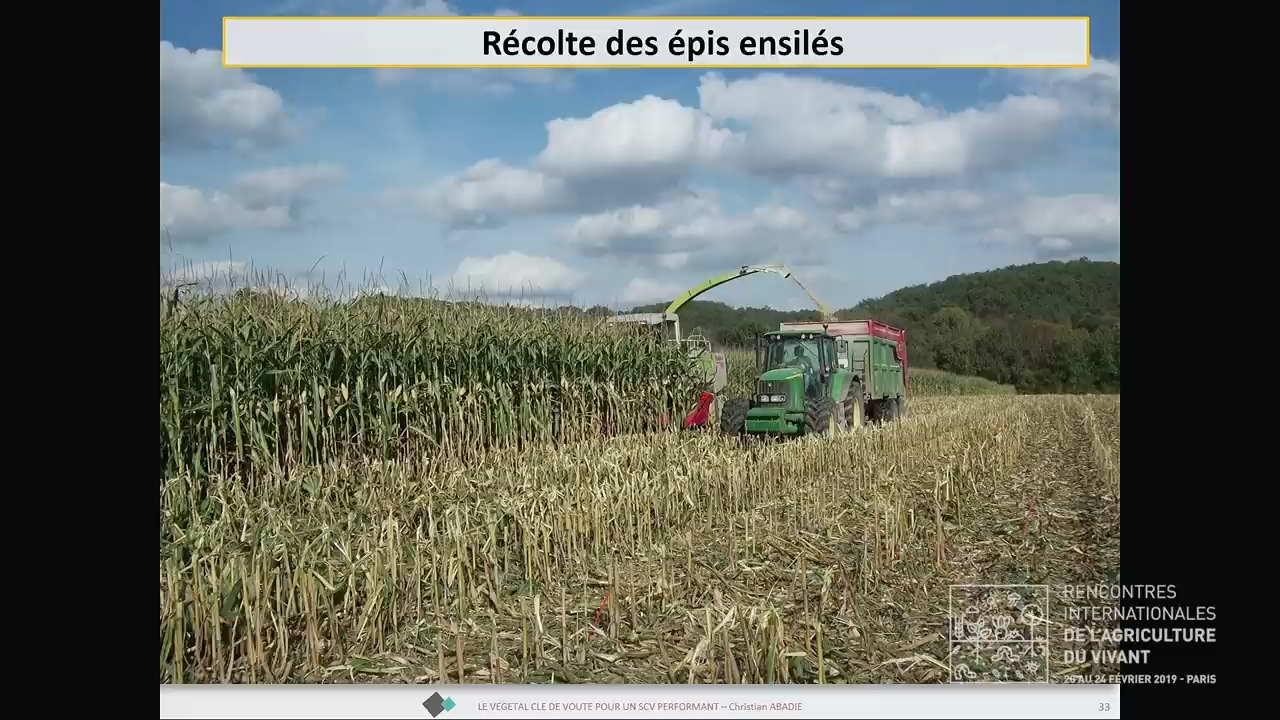 Récolte des épis ensilés
RENCONTRES
INTERNATIONALES
DE L'AGRICULTURE
DU VIVANT
26 AU 24 FÉVRIER 2019 - PARIS
LE VEGETAL CLE DE VOUTE POUR UN SCV PERFORMANT – Christian ABADIE
33